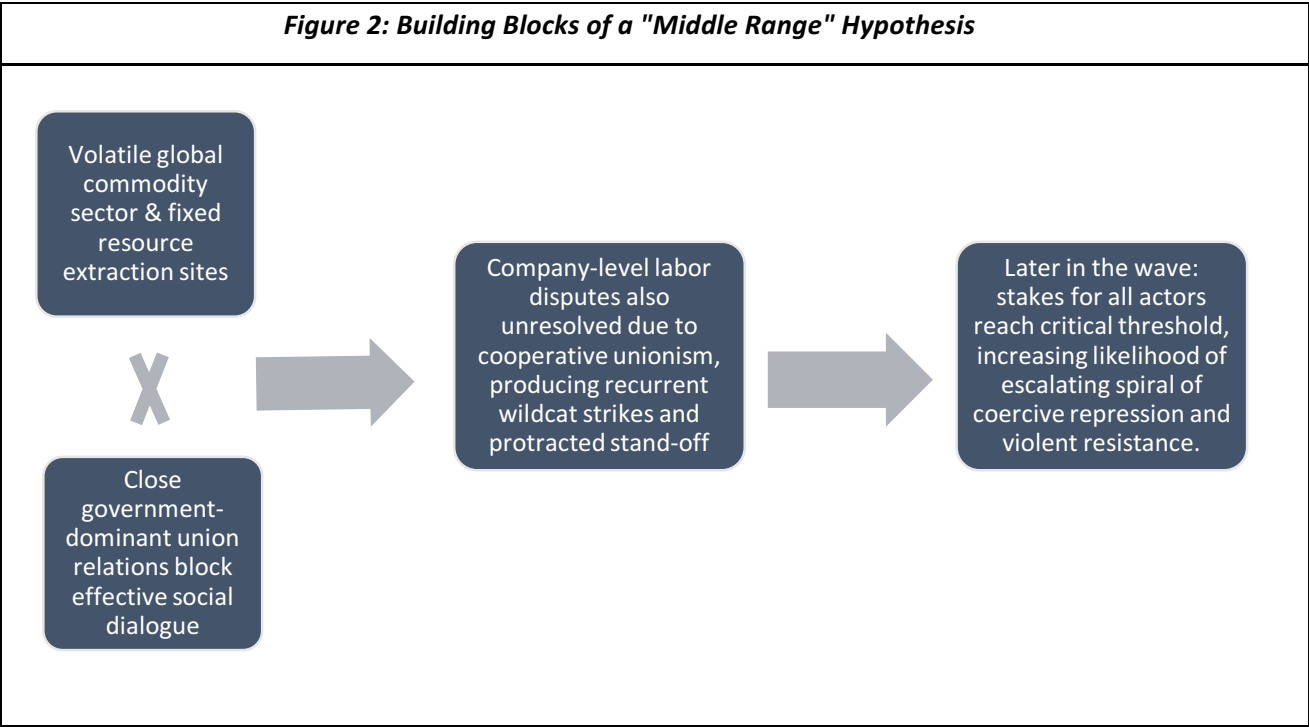 Figure 2: Building Blocks of a "Middle Range" Hypothesis
Volatile global
commodity
sector & fixed
resource
extraction sites
Close
government-
dominant union
relations block
effective social
dialogue
Company-level labor
disputes also
unresolved due to
cooperative unionism,
producing recurrent
wildcat strikes and
protracted stand-off
Later in the wave:
stakes for all actors
reach critical threshold,
increasing likelihood of
escalating spiral of
coercive repression and
violent resistance.